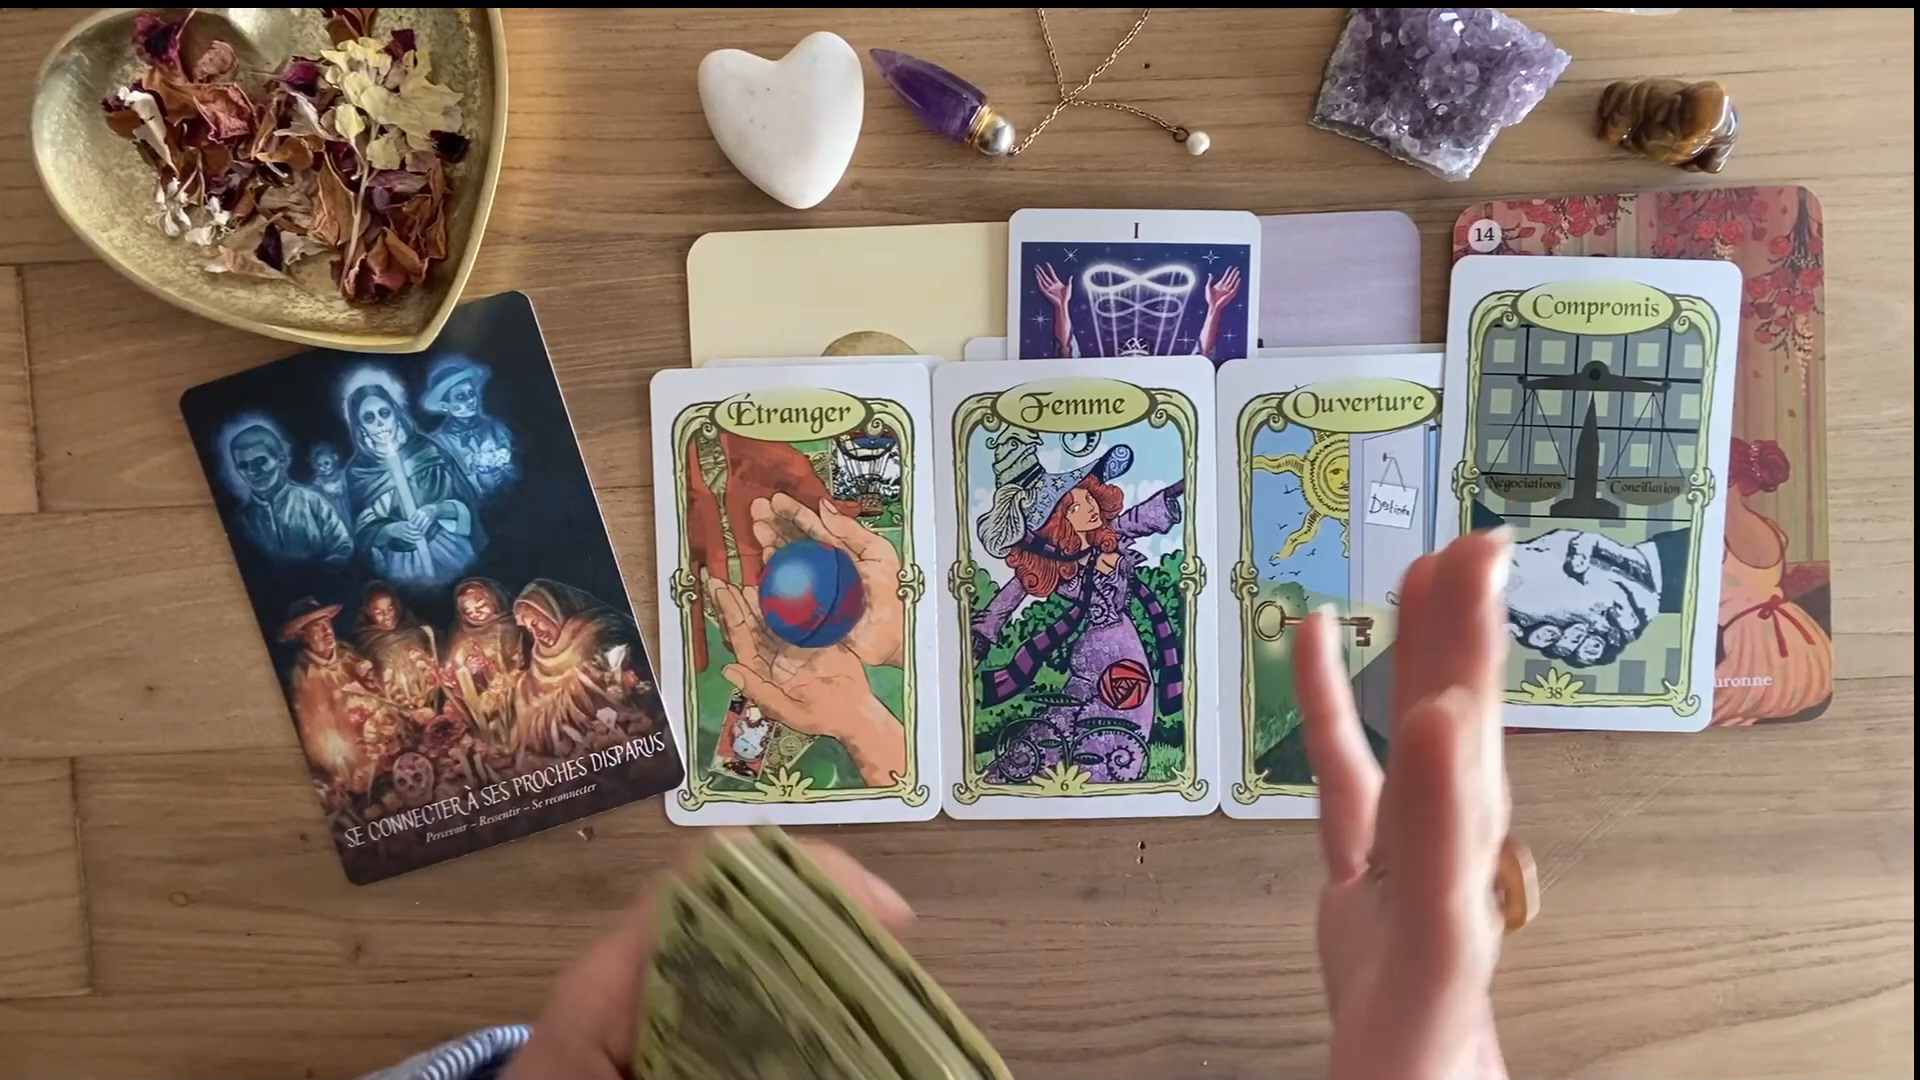 I
14
Compromis
Négociations
Conciliation
38
Étranger
37
Femme
6
Ouverture
Destinée
SE CONNECTER À SES PROCHES DISPARUS
Percevoir – Ressentir – Se reconnecter